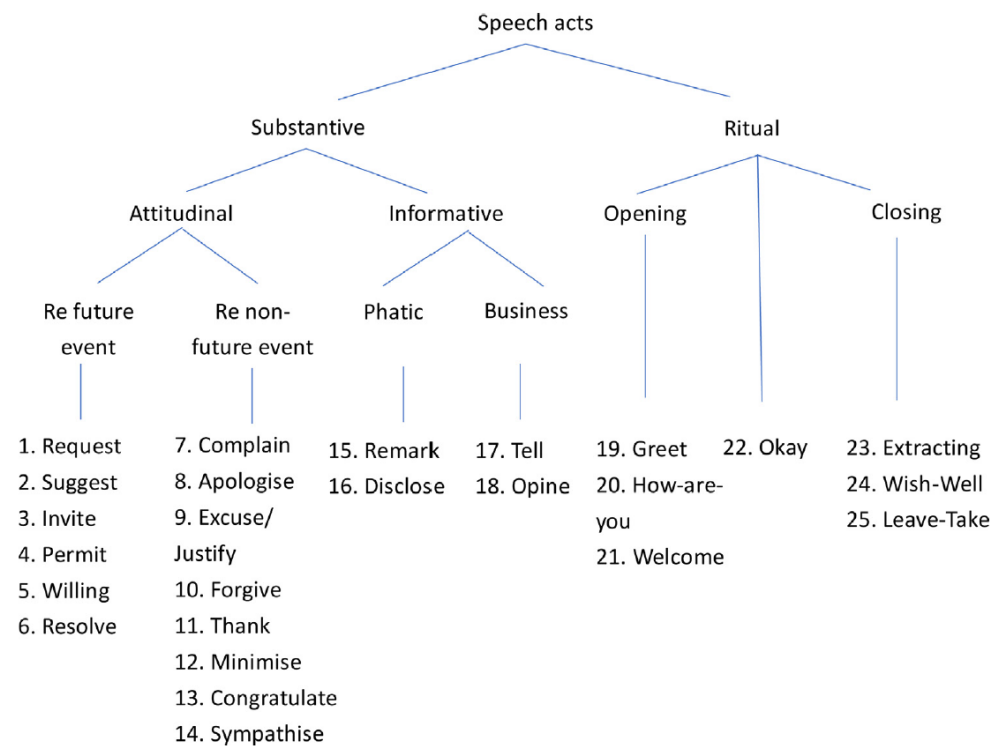 Speech acts
Substantive
Ritual
Attitudinal
Informative
Opening
Closing
Re future
event
Re non-
future event
Phatic
Business
1. Request
2. Suggest
3. Invite
4. Permit
5. Willing
6. Resolve
7. Complain
8. Apologise
9. Excuse/
Justify
10. Forgive
11. Thank
12. Minimise
13. Congratulate
14. Sympathise
15. Remark
16. Disclose
17. Tell
18. Opine
19. Greet
20. How-are-
you
21. Welcome
22. Okay
23. Extracting
24. Wish-Well
25. Leave-Take